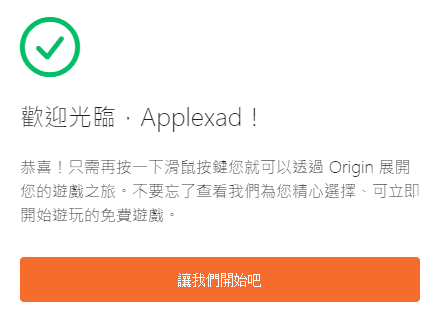 歡迎光臨，Applexad！
恭喜！只需再按一下滑鼠按鍵您就可以透過 Origin 展開
您的遊戲之旅。不要忘了查看我們為您精心選擇、可立即
開始遊玩的免費遊戲。
讓我們開始吧